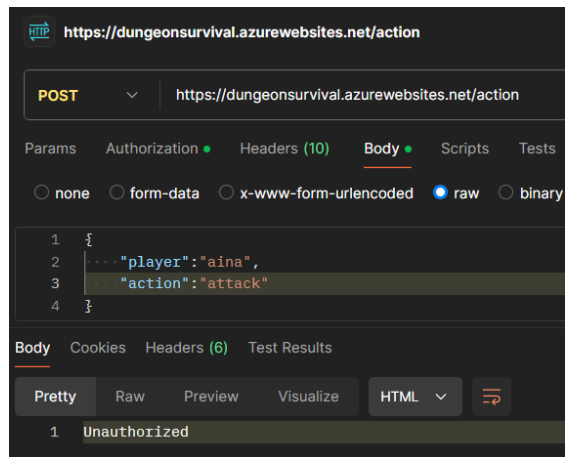 HTTP https://dungeonsurvival.azurewebsites.net/action
POST https://dungeonsurvival.azurewebsites.net/action
Params Authorization Headers (10) Body Scripts Tests
none form-data x-www-form-urlencoded raw binary
1 {
2 "player":"aina",
3 "action":"attack"
4 }
Body Cookies Headers (6) Test Results
Pretty Raw Preview Visualize HTML
1 Unauthorized